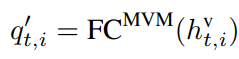 q′_{t,i} = FC^{MVM}(h^{v}_{t,i})